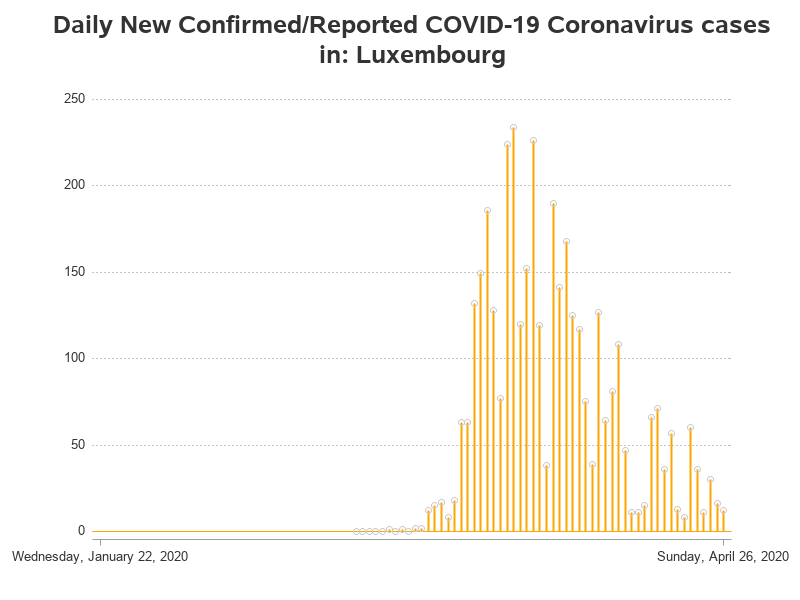 Daily New Confirmed/Reported COVID-19 Coronavirus cases
in: Luxembourg
250
200
150
100
50
0
Wednesday, January 22, 2020
Sunday, April 26, 2020